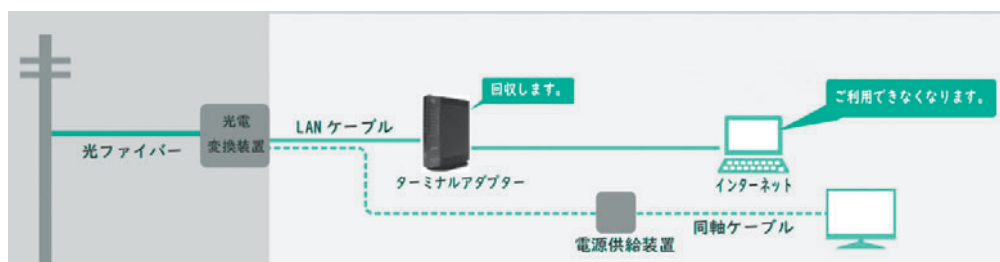 回収します。
ご利用できなくなります。
光電
変換装置
LANケーブル
光ファイバー
ターミナルアダプター
インターネット
電源供給装置
同軸ケーブル